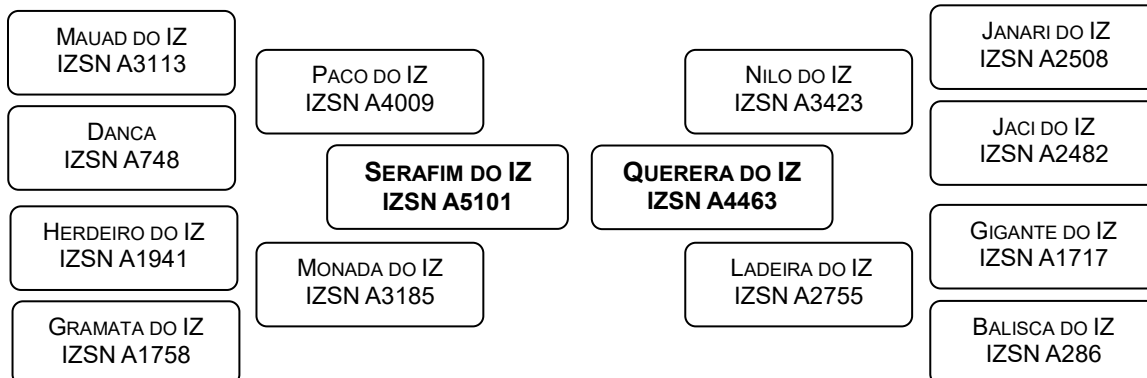 MAUAD DO IZ
IZSN A3113
DANCA
IZSN A748
HERDEIRO DO IZ
IZSN A1941
GRAMATA DO IZ
IZSN A1758
PACO DO IZ
IZSN A4009
MONADA DO IZ
IZSN A3185
SERAFIM DO IZ
IZSN A5101
QUERERA DO IZ
IZSN A4463
NILO DO IZ
IZSN A3423
LADEIRA DO IZ
IZSN A2755
JANARI DO IZ
IZSN A2508
JACI DO IZ
IZSN A2482
GIGANTE DO IZ
IZSN A1717
BALISCA DO IZ
IZSN A286